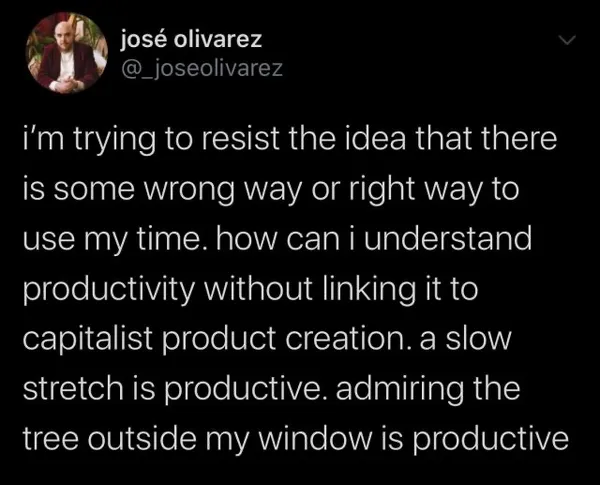 josé olivarez
@_joseolivarez
i'm trying to resist the idea that there
is some wrong way or right way to
use my time. how can i understand
productivity without linking it to
capitalist product creation. a slow
stretch is productive. admiring the
tree outside my window is productive